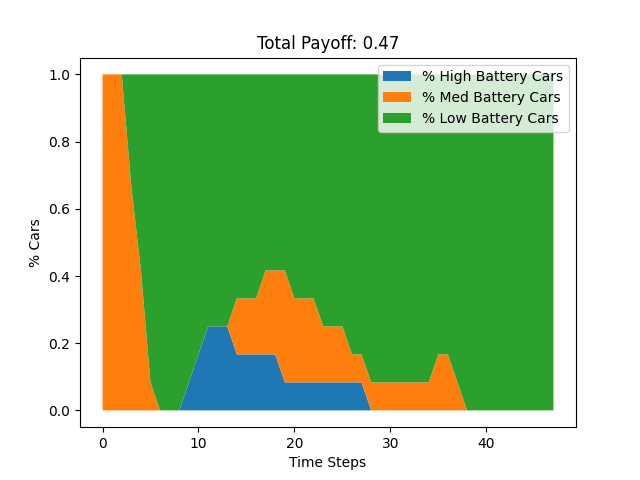 Total Payoff: 0.47
% High Battery Cars
% Med Battery Cars
% Low Battery Cars
1.0
0.8
0.6
0.4
0.2
0.0
% Cars
0 10 20 30 40
Time Steps